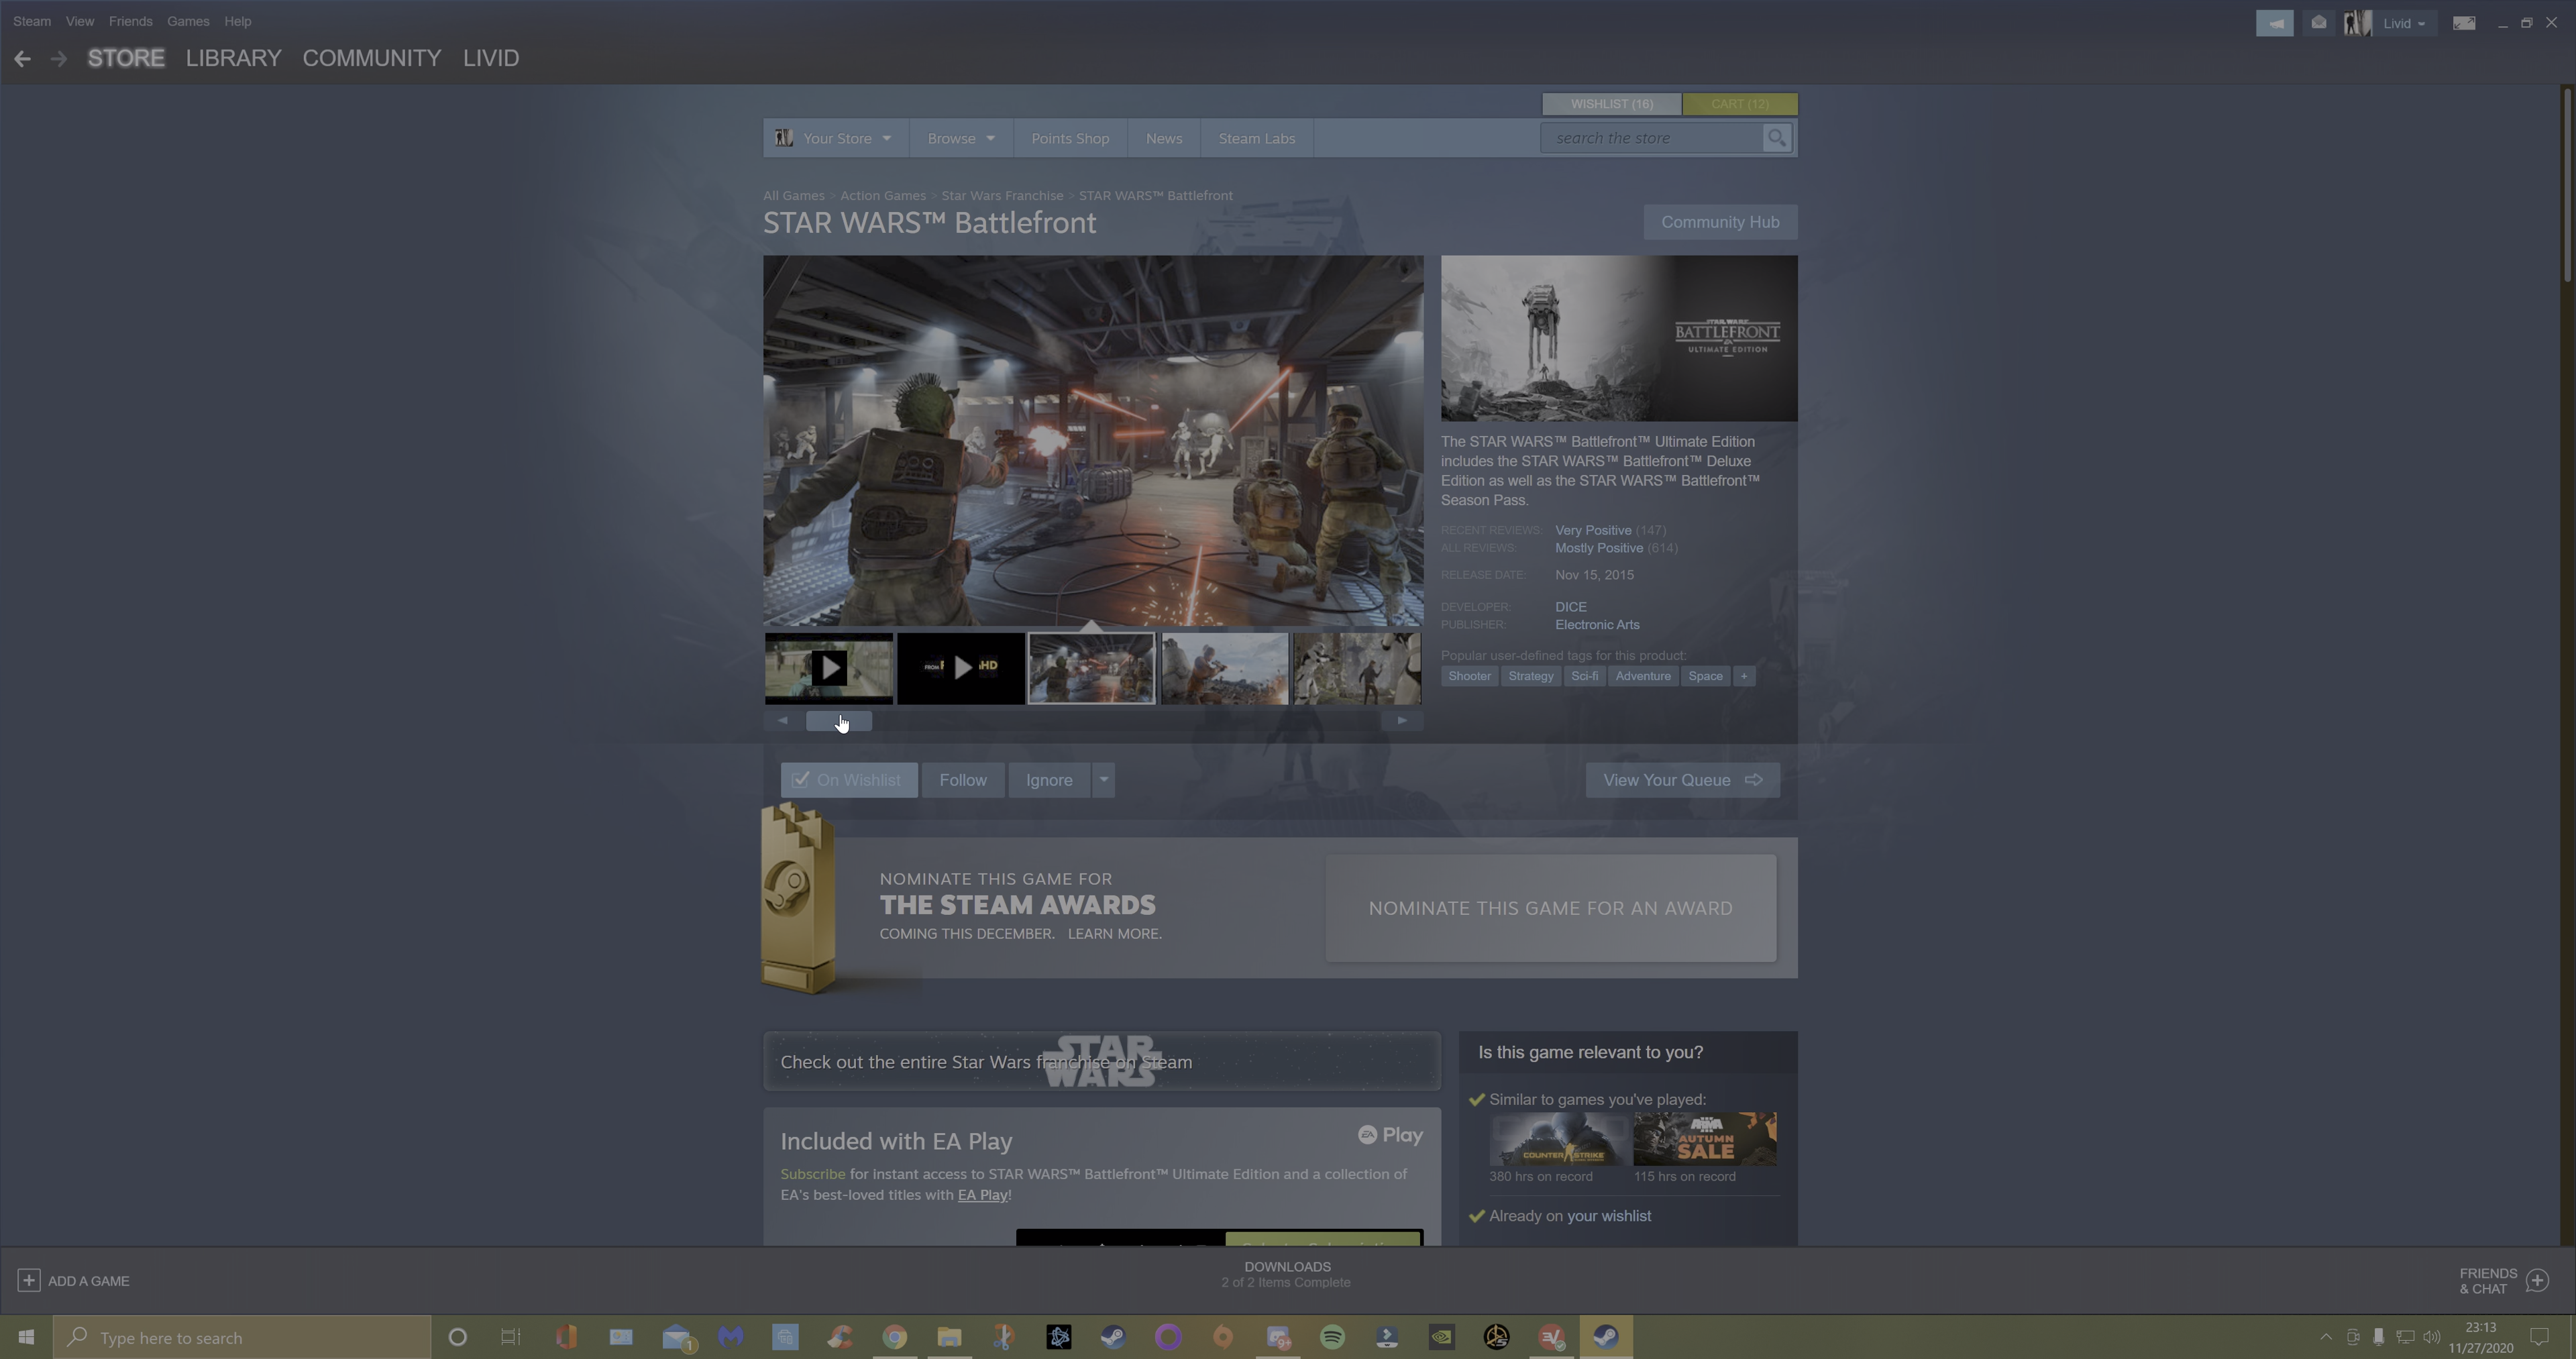 Steam View Friends Games Help
Livid
STORE LIBRARY COMMUNITY LIVID
WISHLIST (16) CART (12)
Your Store Browse Points Shop News Steam Labs search the store
All Games > Action Games > Star Wars Franchise > STAR WARS™ Battlefront
STAR WARS™ Battlefront
Community Hub
STAR WARS
BATTLEFRONT
EA
ULTIMATE EDITION
The STAR WARS™ Battlefront™ Ultimate Edition
includes the STAR WARS™ Battlefront™ Deluxe
Edition as well as the STAR WARS™ Battlefront™
Season Pass.
RECENT REVIEWS: Very Positive (147)
ALL REVIEWS: Mostly Positive (614)
RELEASE DATE: Nov 15, 2015
DEVELOPER: DICE
PUBLISHER: Electronic Arts
Popular user-defined tags for this product:
Shooter Strategy Sci-fi Adventure Space +
FROM
On Wishlist Follow Ignore View Your Queue
NOMINATE THIS GAME FOR
THE STEAM AWARDS
COMING THIS DECEMBER. LEARN MORE.
NOMINATE THIS GAME FOR AN AWARD
STAR WARS
Check out the entire Star Wars franchise on Steam
Included with EA Play
EA Play
Subscribe for instant access to STAR WARS™ Battlefront™ Ultimate Edition and a collection of
EA's best-loved titles with EA Play!
Is this game relevant to you?
Similar to games you've played:
COUNTER STRIKE
ARMA III
AUTUMN
SALE
380 hrs on record 115 hrs on record
Already on your wishlist
ADD A GAME
DOWNLOADS
2 of 2 Items Complete
FRIENDS
& CHAT
Type here to search
1
9+
23:13
11/27/2020